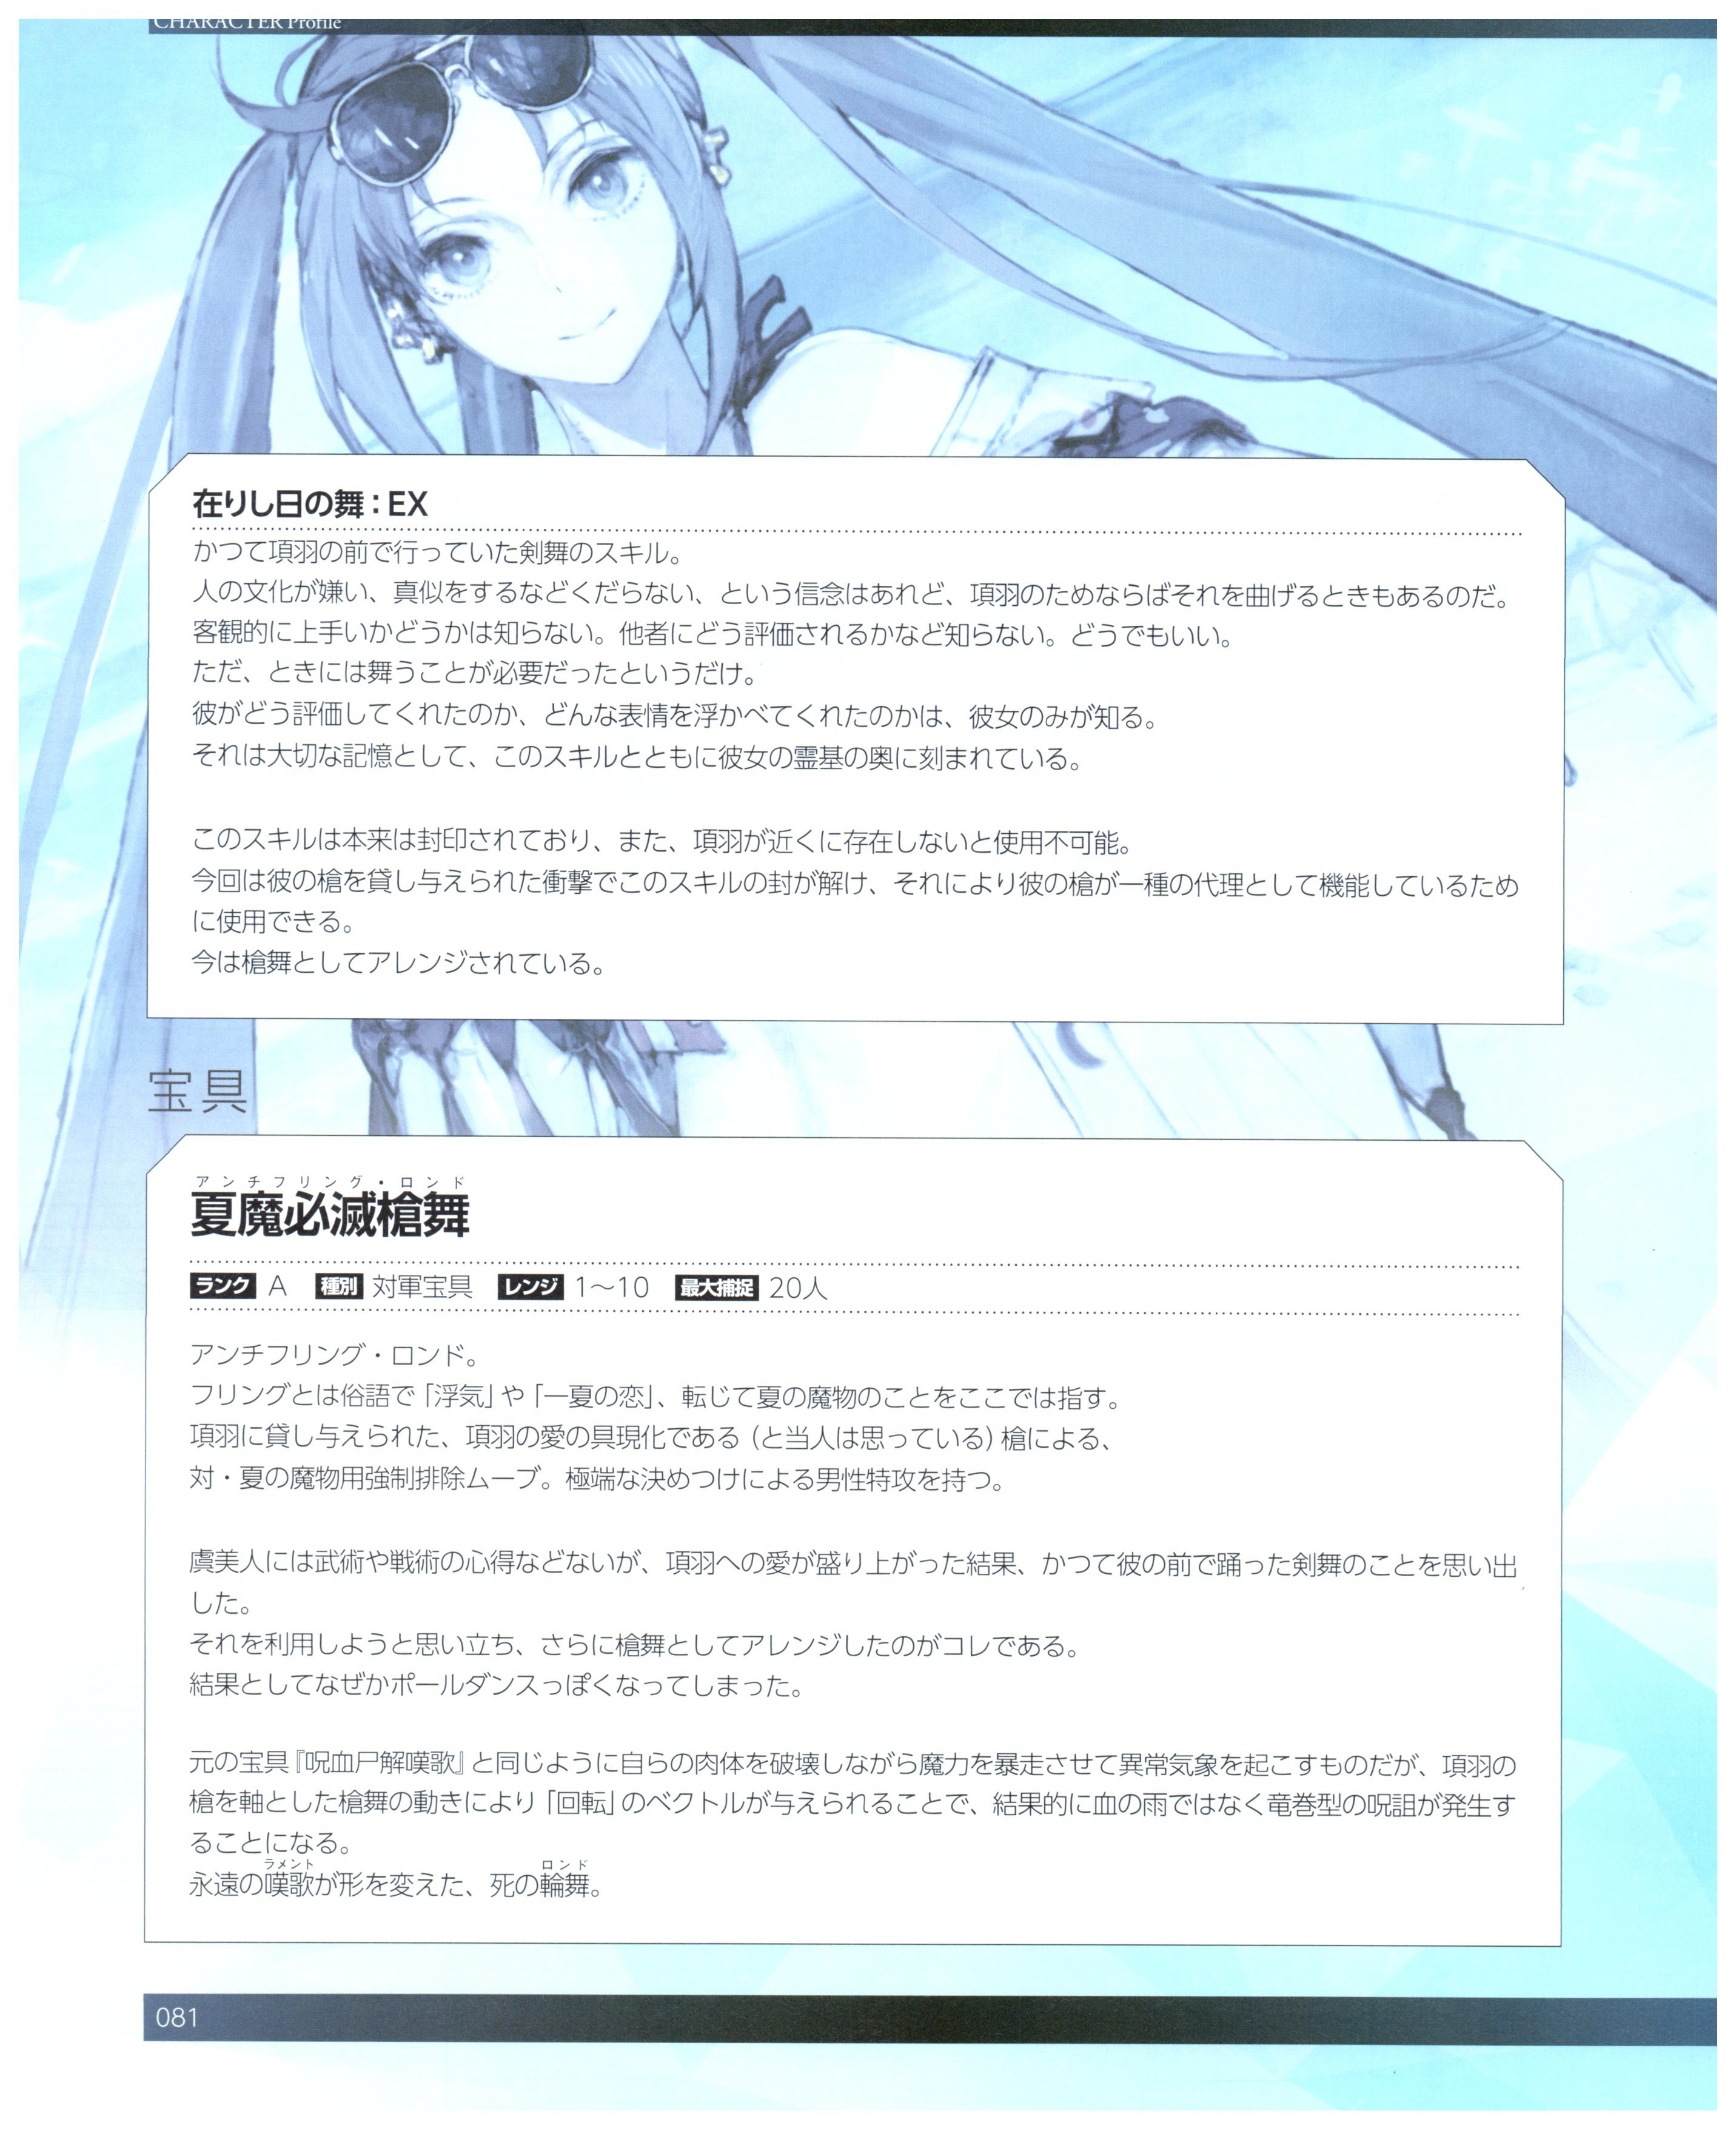 CHARACTER Profile
在りし日の舞：EX
かつて項羽の前で行っていた剣舞のスキル。
人の文化が嫌い、真似をするなどくだらない、という信念はあれど、項羽のためならばそれを曲げるときもあるのだ。
客観的に上手いかどうかは知らない。他者にどう評価されるかなど知らない。どうでもいい。
ただ、ときには舞うことが必要だったというだけ。
彼がどう評価してくれたのか、どんな表情を浮かべてくれたのかは、彼女のみが知る。
それは大切な記憶として、このスキルとともに彼女の霊基の奥に刻まれている。
このスキルは本来は封印されており、また、項羽が近くに存在しないと使用不可能。
今回は彼の槍を貸し与えられた衝撃でこのスキルの封が解け、それにより彼の槍が一種の代理として機能しているため
に使用できる。
今は槍舞としてアレンジされている。
宝具
アンチフリング・ロンド
夏魔必滅槍舞
ランク A 種別 対軍宝具 レンジ 1～10 最大捕捉 20人
アンチフリング・ロンド。
フリングとは俗語で「浮気」や「一夏の恋」、転じて夏の魔物のことをここでは指す。
項羽に貸し与えられた、項羽の愛の具現化である（と当人は思っている）槍による、
対・夏の魔物用強制排除ムーブ。極端な決めつけによる男性特攻を持つ。
虞美人には武術や戦術の心得などないが、項羽への愛が盛り上がった結果、かつて彼の前で踊った剣舞のことを思い出
した。
それを利用しようと思い立ち、さらに槍舞としてアレンジしたのがコレである。
結果としてなぜかポールダンスっぽくなってしまった。
元の宝具『呪血尸解嘆歌』と同じように自らの肉体を破壊しながら魔力を暴走させて異常気象を起こすものだが、項羽の
槍を軸とした槍舞の動きにより「回転」のベクトルが与えられることで、結果的に血の雨ではなく竜巻型の呪詛が発生す
ることになる。
ラメント ロンド
永遠の嘆歌が形を変えた、死の輪舞。
081